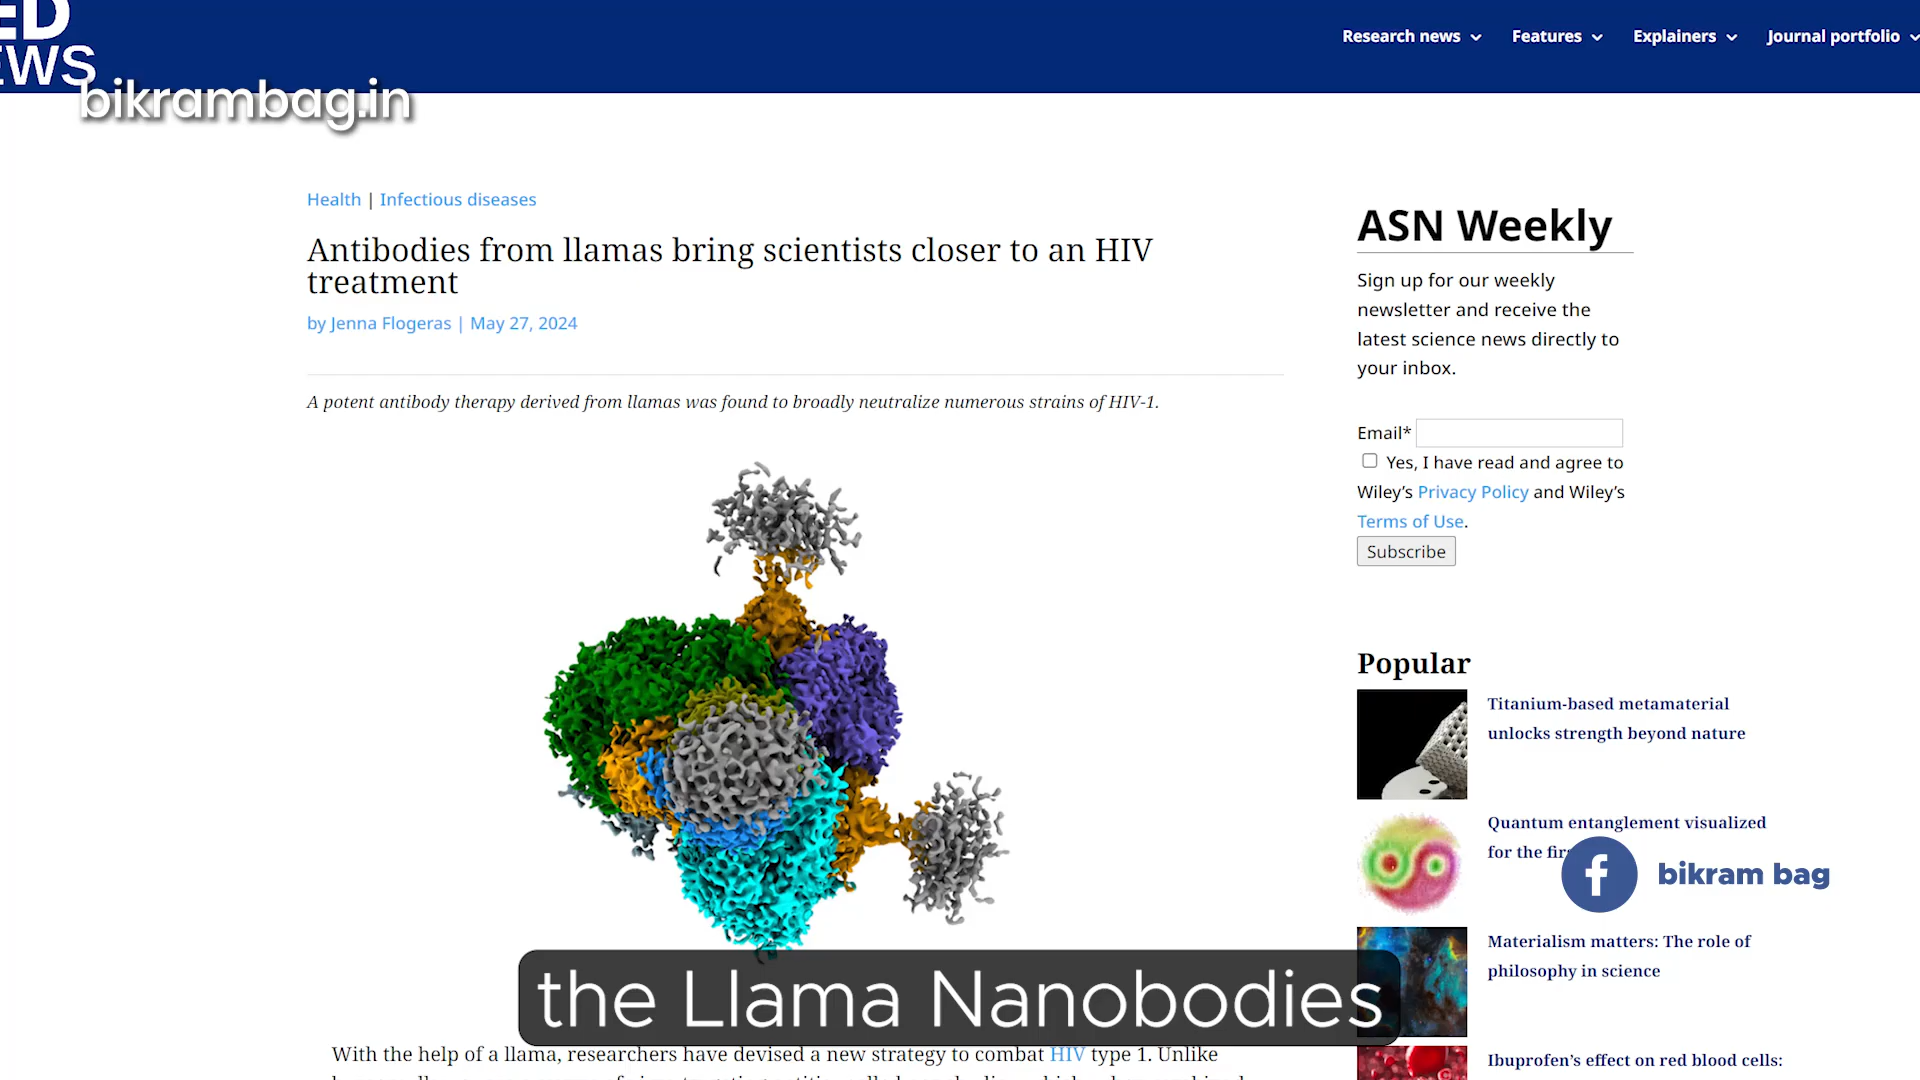 ED
EWS
bikrambag.in
Research news
Features
Explainers
Journal portfolio
Health | Infectious diseases
Antibodies from llamas bring scientists closer to an HIV
treatment
by Jenna Flogeras | May 27, 2024
A potent antibody therapy derived from llamas was found to broadly neutralize numerous strains of HIV-1.
ASN Weekly
Sign up for our weekly
newsletter and receive the
latest science news directly to
your inbox.
Email*
Yes, I have read and agree to
Wiley's Privacy Policy and Wiley's
Terms of Use.
Subscribe
Popular
Titanium-based metamaterial
unlocks strength beyond nature
Quantum entanglement visualized
for the
bikram bag
Materialism matters: The role of
philosophy in science
Ibuprofen's effect on red blood cells:
the Llama Nanobodies
With the help of a llama, researchers have devised a new strategy to combat HIV type 1. Unlike